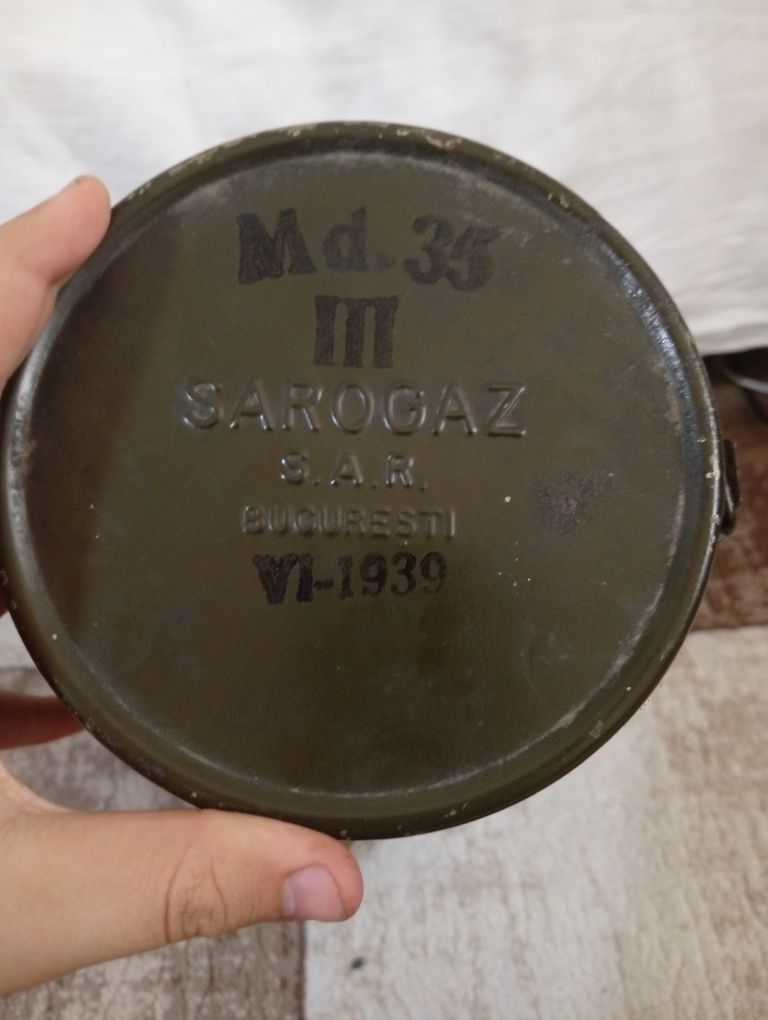 Md.35
III
SAROGAZ
S.A.R.
BUCURESTI
VI-1939